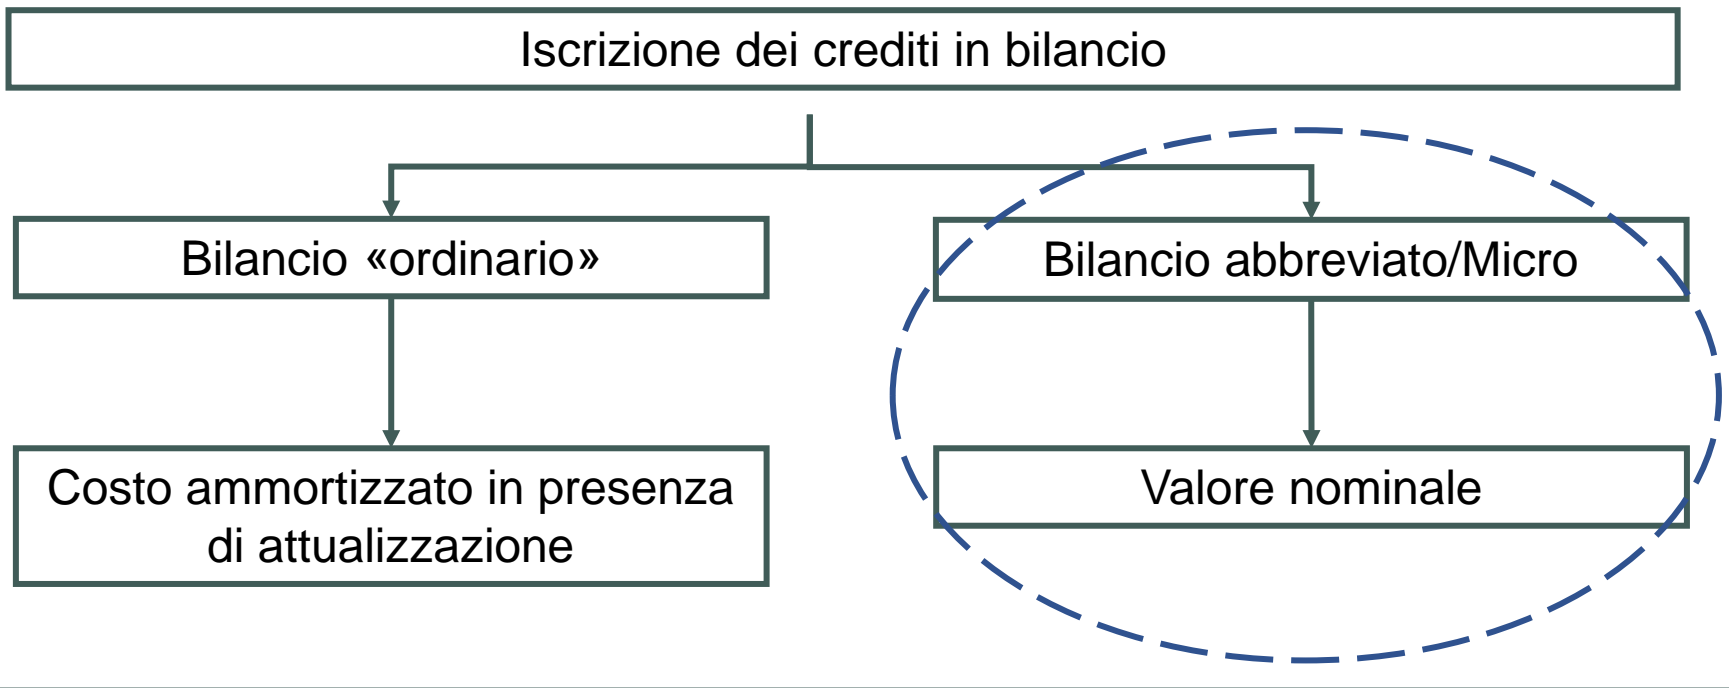 Iscrizione dei crediti in bilancio
Bilancio «ordinario»
Bilancio abbreviato/Micro
Costo ammortizzato in presenza
di attualizzazione
Valore nominale